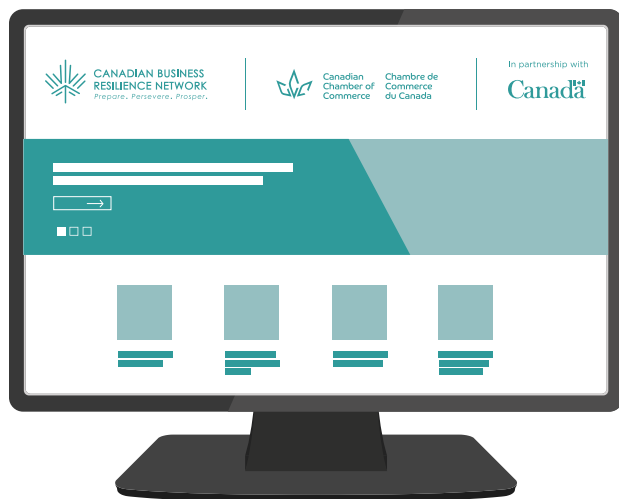 CANADIAN BUSINESS
RESILIENCE NETWORK
Prepare. Persevere. Prosper.
Canadian
Chamber of
Commerce
Chambre de
Commerce
du Canada
In partnership with
Canada